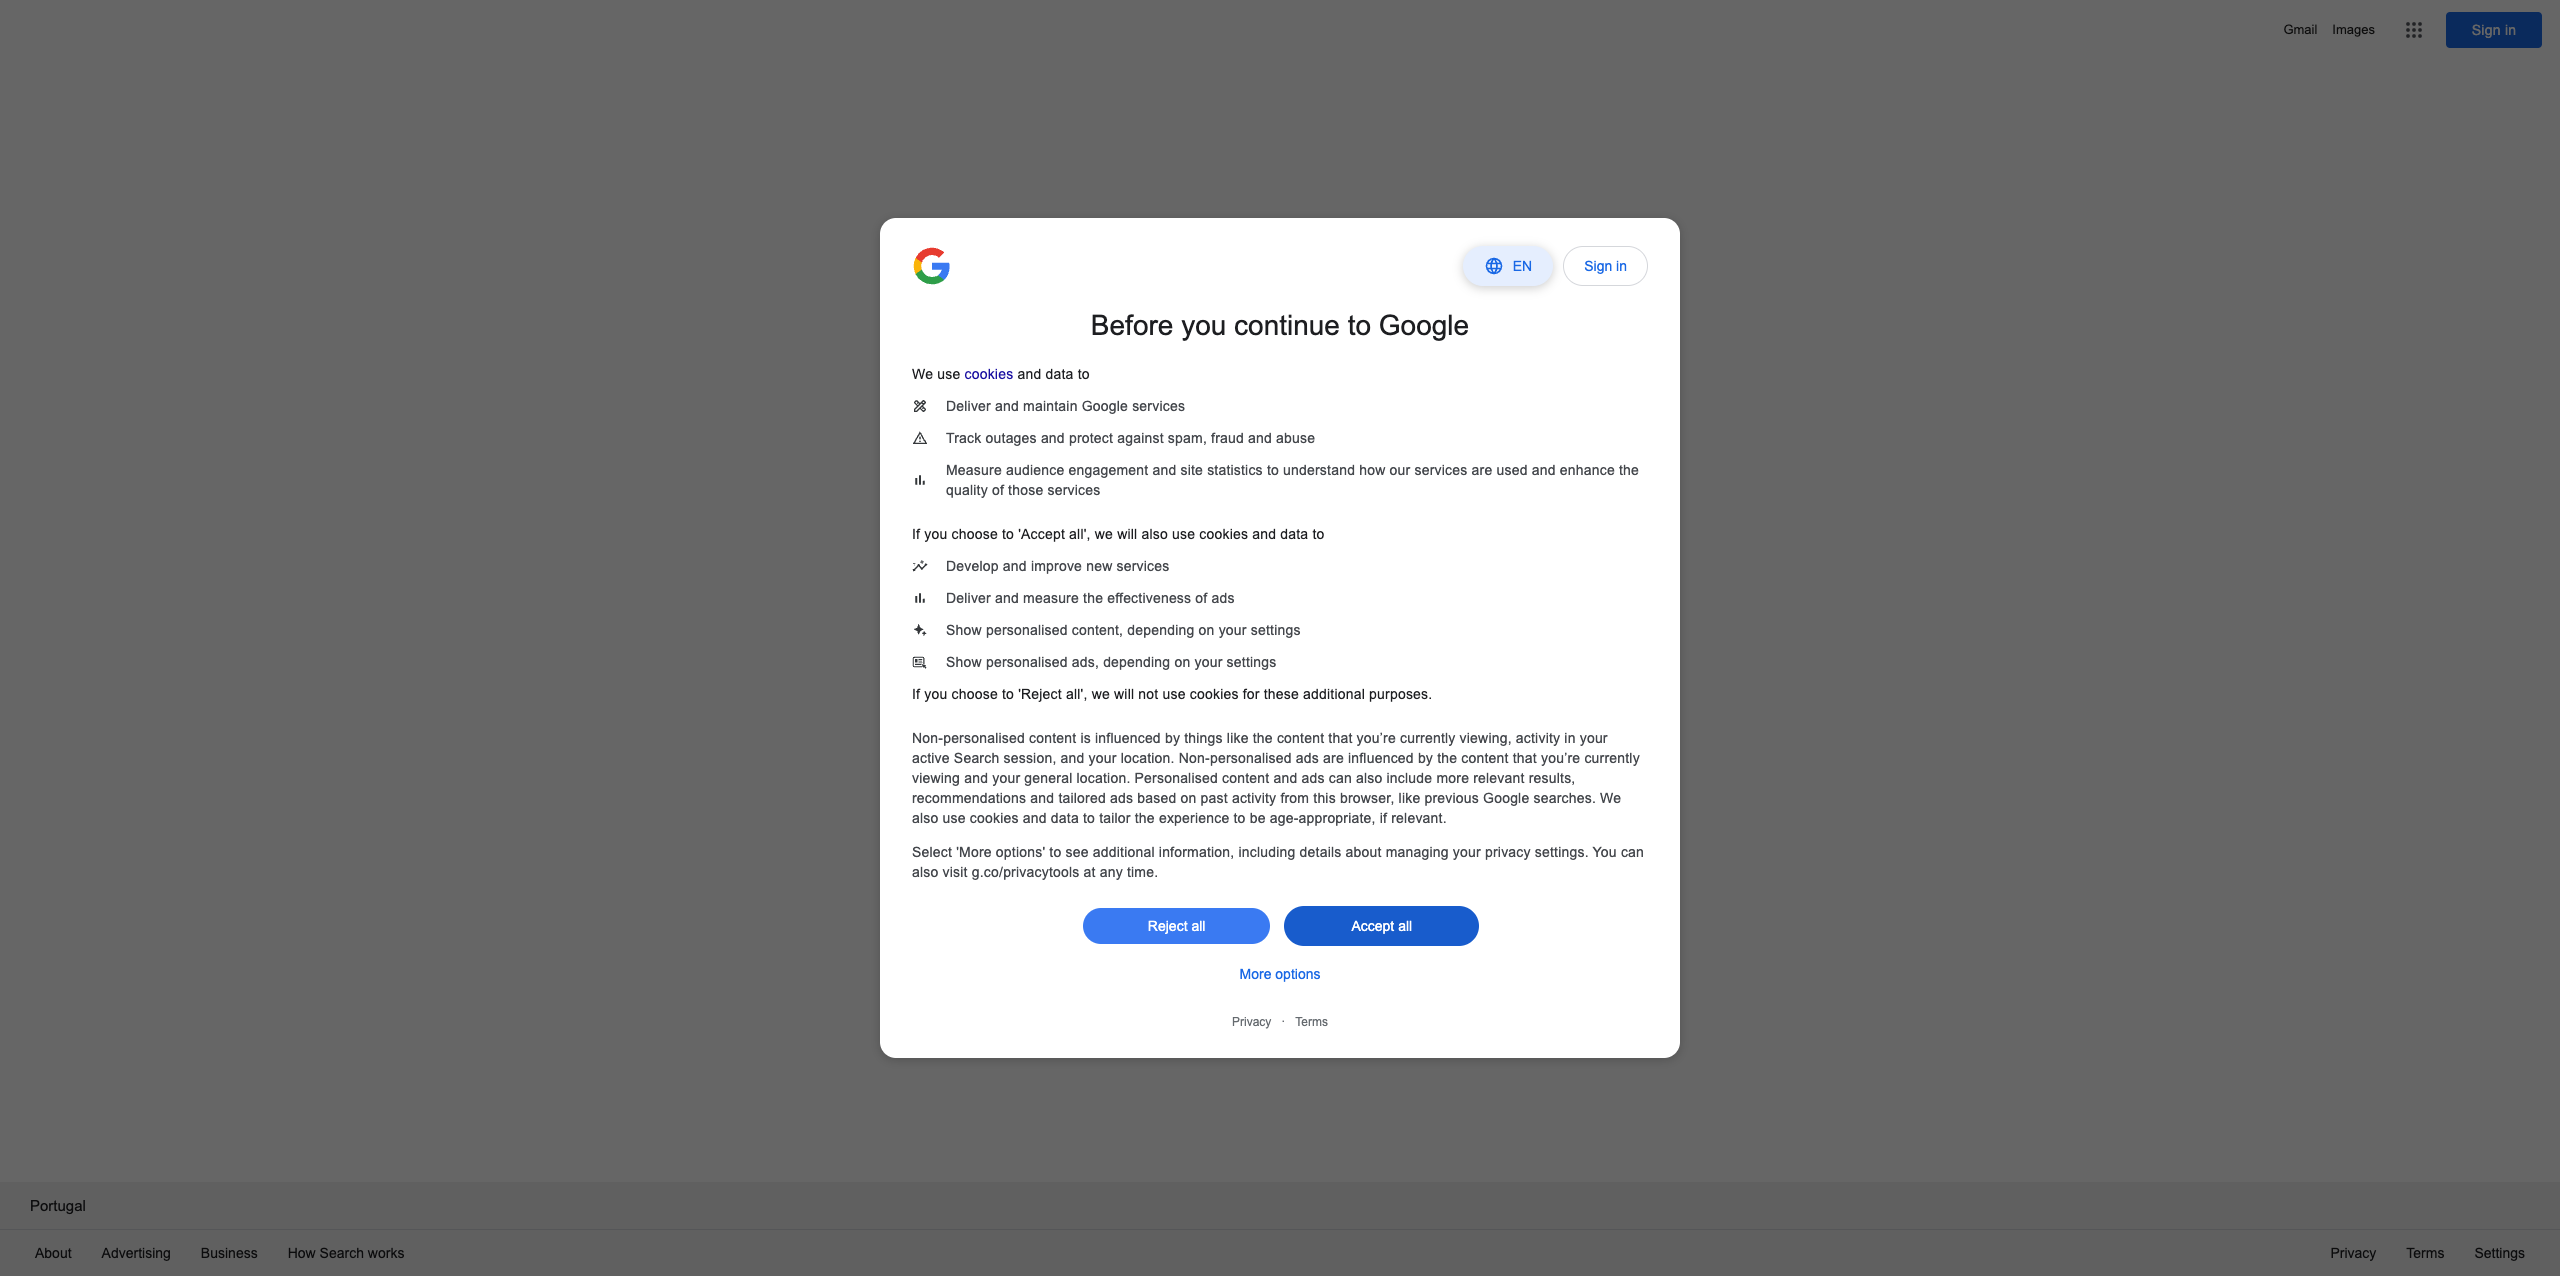 Gmail Images Sign in
EN Sign in
Before you continue to Google
We use cookies and data to
Deliver and maintain Google services
Track outages and protect against spam, fraud and abuse
Measure audience engagement and site statistics to understand how our services are used and enhance the
quality of those services
If you choose to 'Accept all', we will also use cookies and data to
Develop and improve new services
Deliver and measure the effectiveness of ads
Show personalised content, depending on your settings
Show personalised ads, depending on your settings
If you choose to 'Reject all', we will not use cookies for these additional purposes.
Non-personalised content is influenced by things like the content that you’re currently viewing, activity in your
active Search session, and your location. Non-personalised ads are influenced by the content that you’re currently
viewing and your general location. Personalised content and ads can also include more relevant results,
recommendations and tailored ads based on past activity from this browser, like previous Google searches. We
also use cookies and data to tailor the experience to be age-appropriate, if relevant.
Select 'More options' to see additional information, including details about managing your privacy settings. You can
also visit g.co/privacytools at any time.
Reject all Accept all
More options
Privacy · Terms
Portugal
About Advertising Business How Search works Privacy Terms Settings